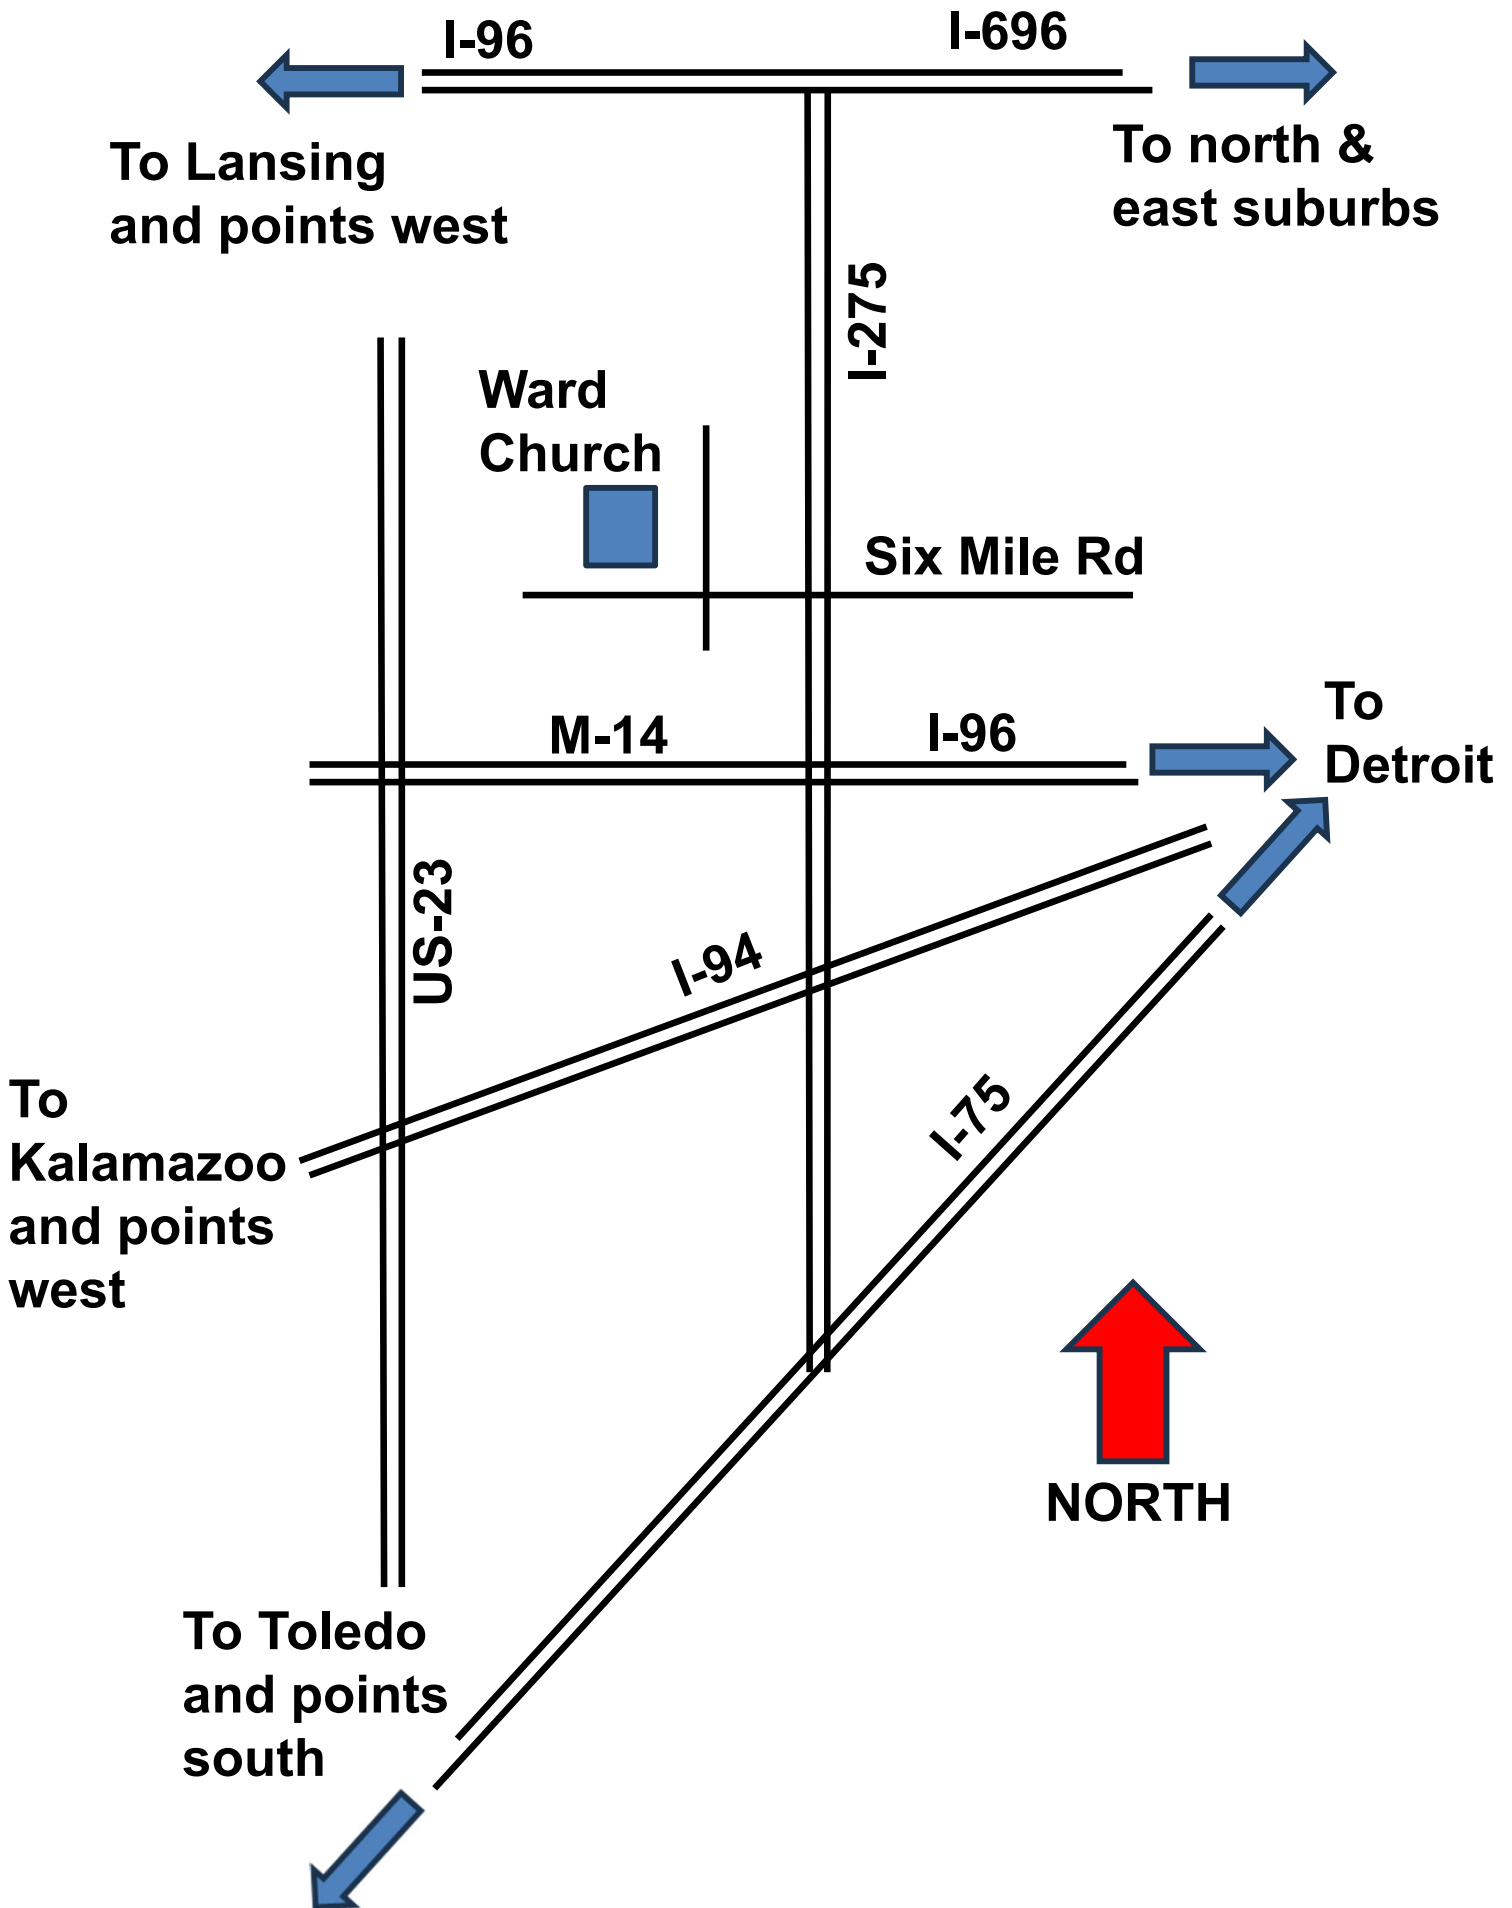 I-96
I-696
To Lansing
and points west
To north &
east suburbs
I-275
Ward
Church
Six Mile Rd
M-14
I-96
To
Detroit
US-23
I-94
I-75
To
Kalamazoo
and points
west
NORTH
To Toledo
and points
south